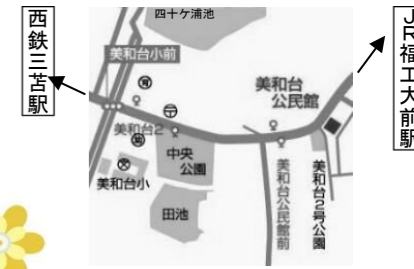 西鉄三苫駅
四十ケ浦池
JR福工大前駅
美和台小前
美和台
公民館
美和台2
中央
公園
美和台小
田池
美和台公民館前
美和台2号公園